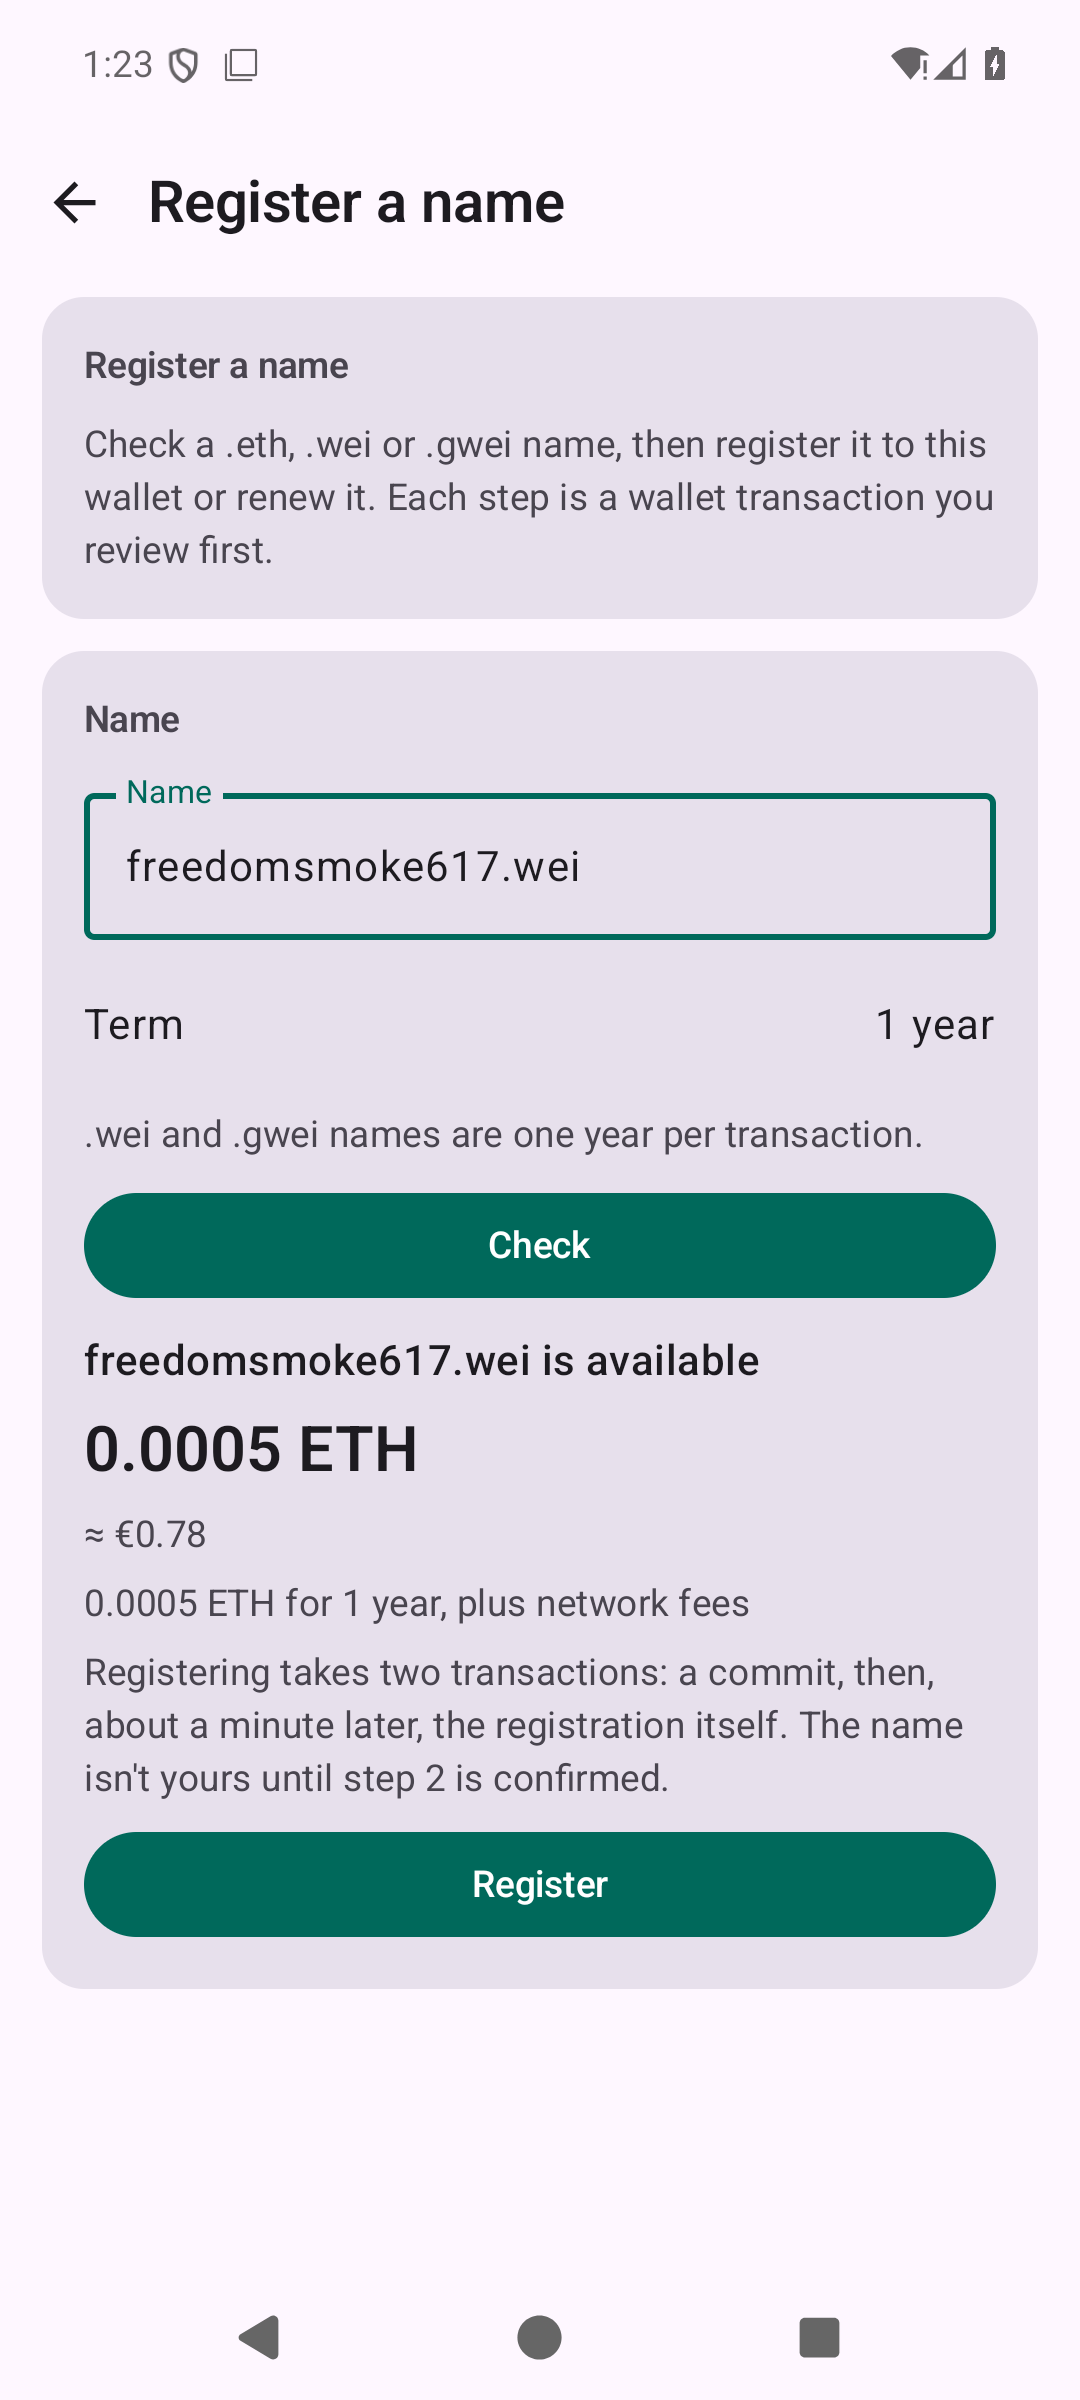 1:23
Register a name
Register a name
Check a .eth, .wei or .gwei name, then register it to this
wallet or renew it. Each step is a wallet transaction you
review first.
Name
Name
freedomsmoke617.wei
Term 1 year
.wei and .gwei names are one year per transaction.
Check
freedomsmoke617.wei is available
0.0005 ETH
≈ €0.78
0.0005 ETH for 1 year, plus network fees
Registering takes two transactions: a commit, then,
about a minute later, the registration itself. The name
isn't yours until step 2 is confirmed.
Register